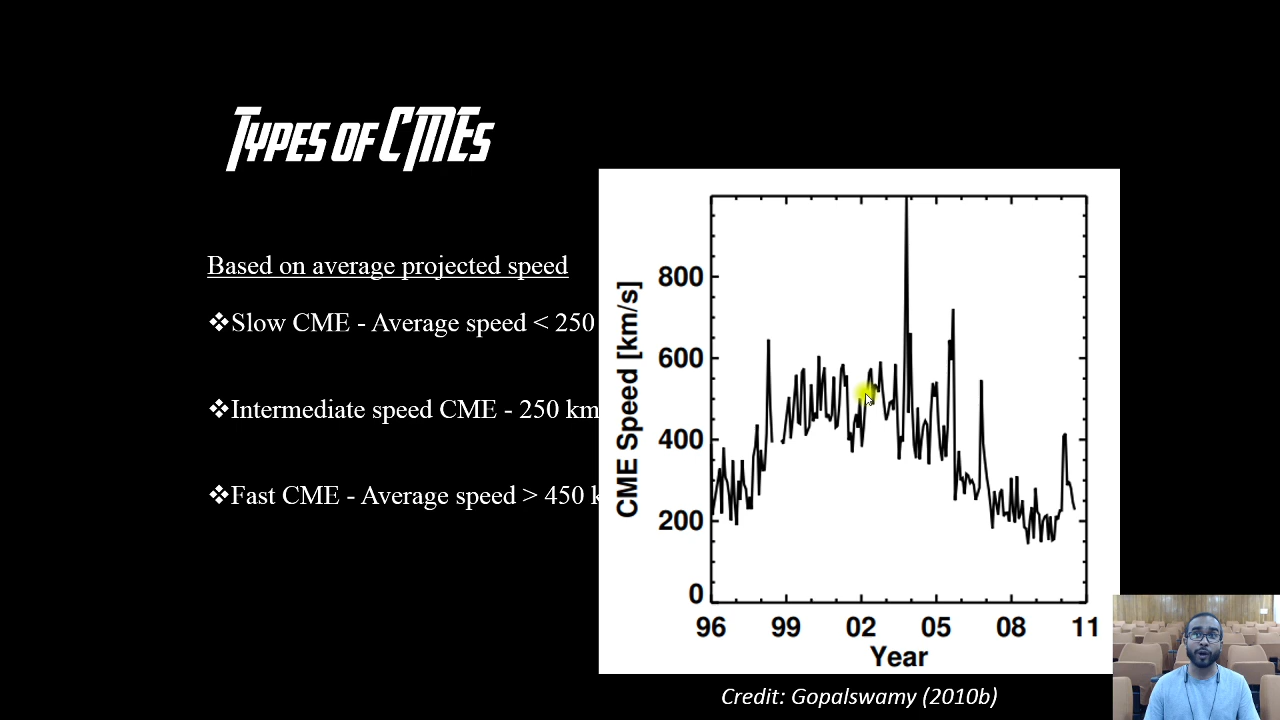 Types of CMEs
Based on average projected speed
❖Slow CME - Average speed < 250
❖Intermediate speed CME - 250 km
❖Fast CME - Average speed > 450 k
CME Speed [km/s]
800
600
400
200
0
96 99 02 05 08 11
Year
Credit: Gopalswamy (2010b)